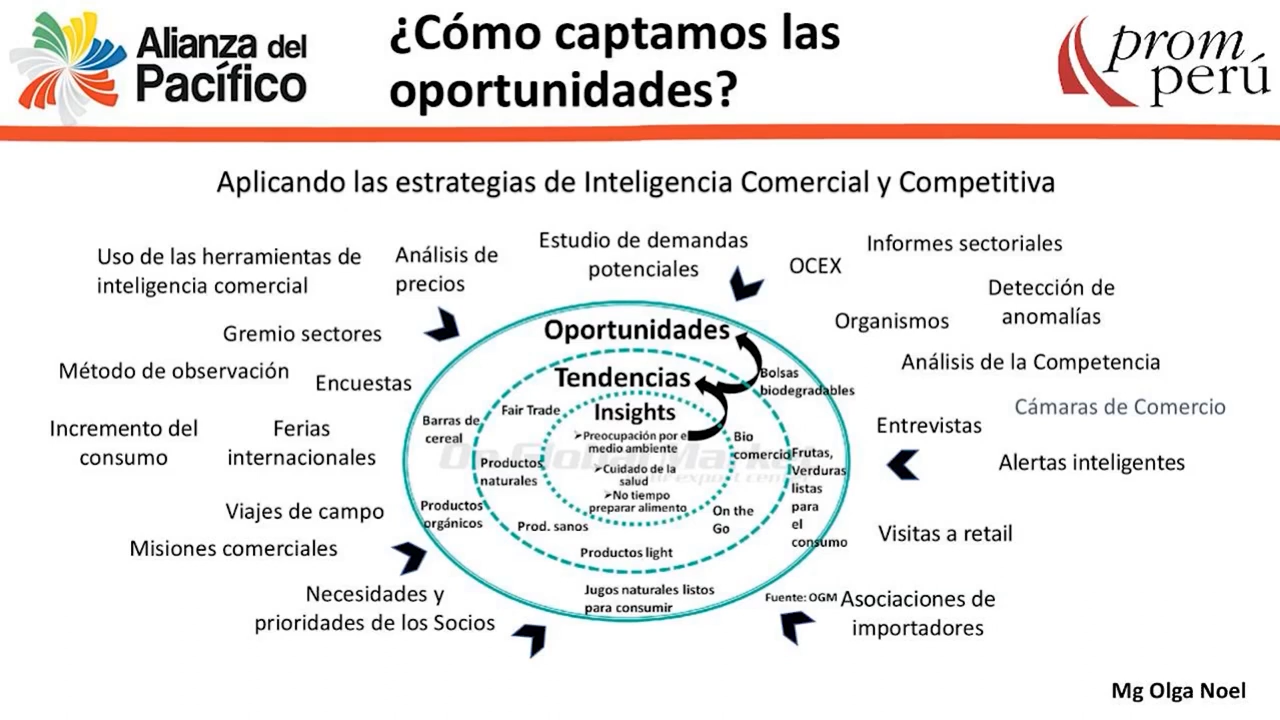 Alianza del
Pacífico
¿Cómo captamos las
oportunidades?
prom
perú
Aplicando las estrategias de Inteligencia Comercial y Competitiva
Uso de las herramientas de
inteligencia comercial
Análisis de
precios
Estudio de demandas
potenciales
OCEX
Informes sectoriales
Detección de
anomalías
Gremio sectores
Organismos
Método de observación
Encuestas
Análisis de la Competencia
Cámaras de Comercio
Incremento del
consumo
Ferias
internacionales
Entrevistas
Alertas inteligentes
Viajes de campo
Misiones comerciales
Visitas a retail
Necesidades y
prioridades de los Socios
Asociaciones de
importadores
Oportunidades
Bolsas
biodegradables
Barras de
cereal
Productos
orgánicos
Frutas,
Verduras
listas
para
el
consumo
Jugos naturales listos
para consumir
Tendencias
Fair Trade
Productos
naturales
Prod. sanos
Productos light
Bio
comercio
On the
Go
Insights
➢Preocupación por el
medio ambiente
➢Cuidado de la
salud
➢No tiempo
preparar alimento
On Global Market
export center
Fuente: OGM
Mg Olga Noel